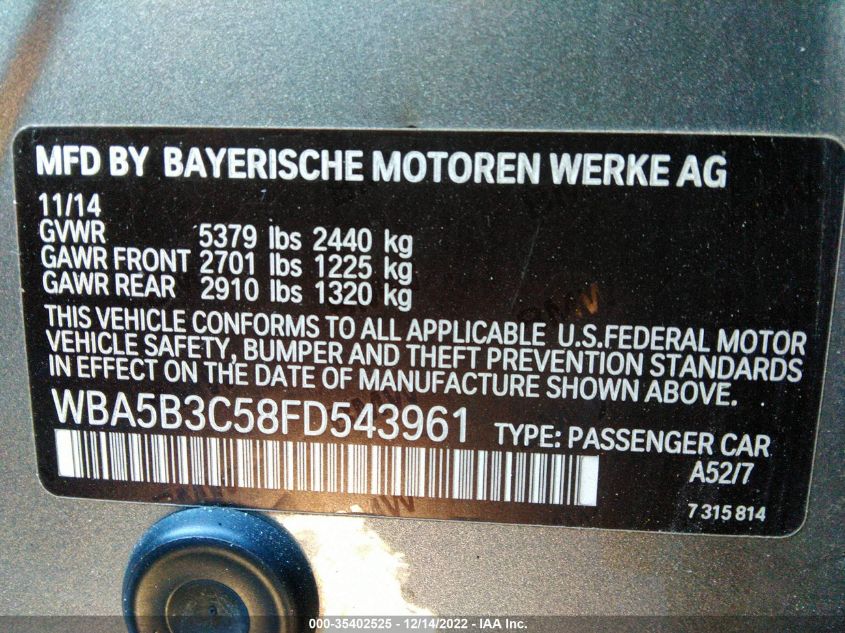 MFD BY BAYERISCHE MOTOREN WERKE AG
11/14
GVWR 5379 lbs 2440 kg
GAWR FRONT 2701 lbs 1225 kg
GAWR REAR 2910 lbs 1320 kg
THIS VEHICLE CONFORMS TO ALL APPLICABLE U.S.FEDERAL MOTOR
VEHICLE SAFETY, BUMPER AND THEFT PREVENTION STANDARDS
IN EFFECT ON THE DATE OF MANUFACTURE SHOWN ABOVE.
WBA5B3C58FD543961 TYPE: PASSENGER CAR
A52/7
7 315 814
000-35402525 - 12/14/2022 - IAA Inc.